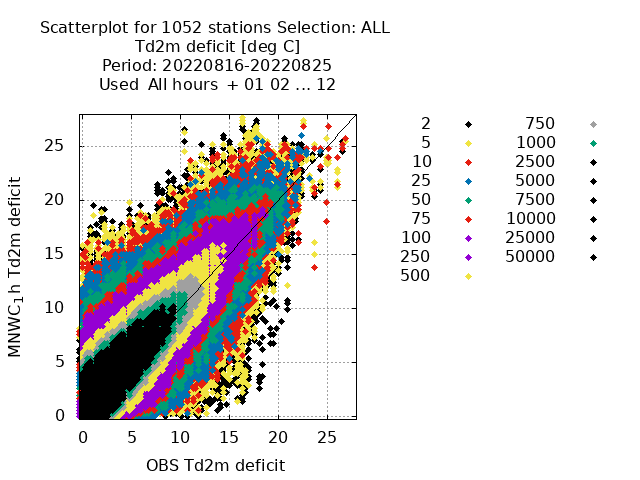 Scatterplot for 1052 stations Selection: ALL
Td2m deficit [deg C]
Period: 20220816-20220825
Used  All hours  + 01 02 ... 12
MNWC_1h Td2m deficit
25
20
15
10
5
0
0 5 10 15 20 25
OBS Td2m deficit
2 750
5 1000
10 2500
25 5000
50 7500
75 10000
100 25000
250 50000
500